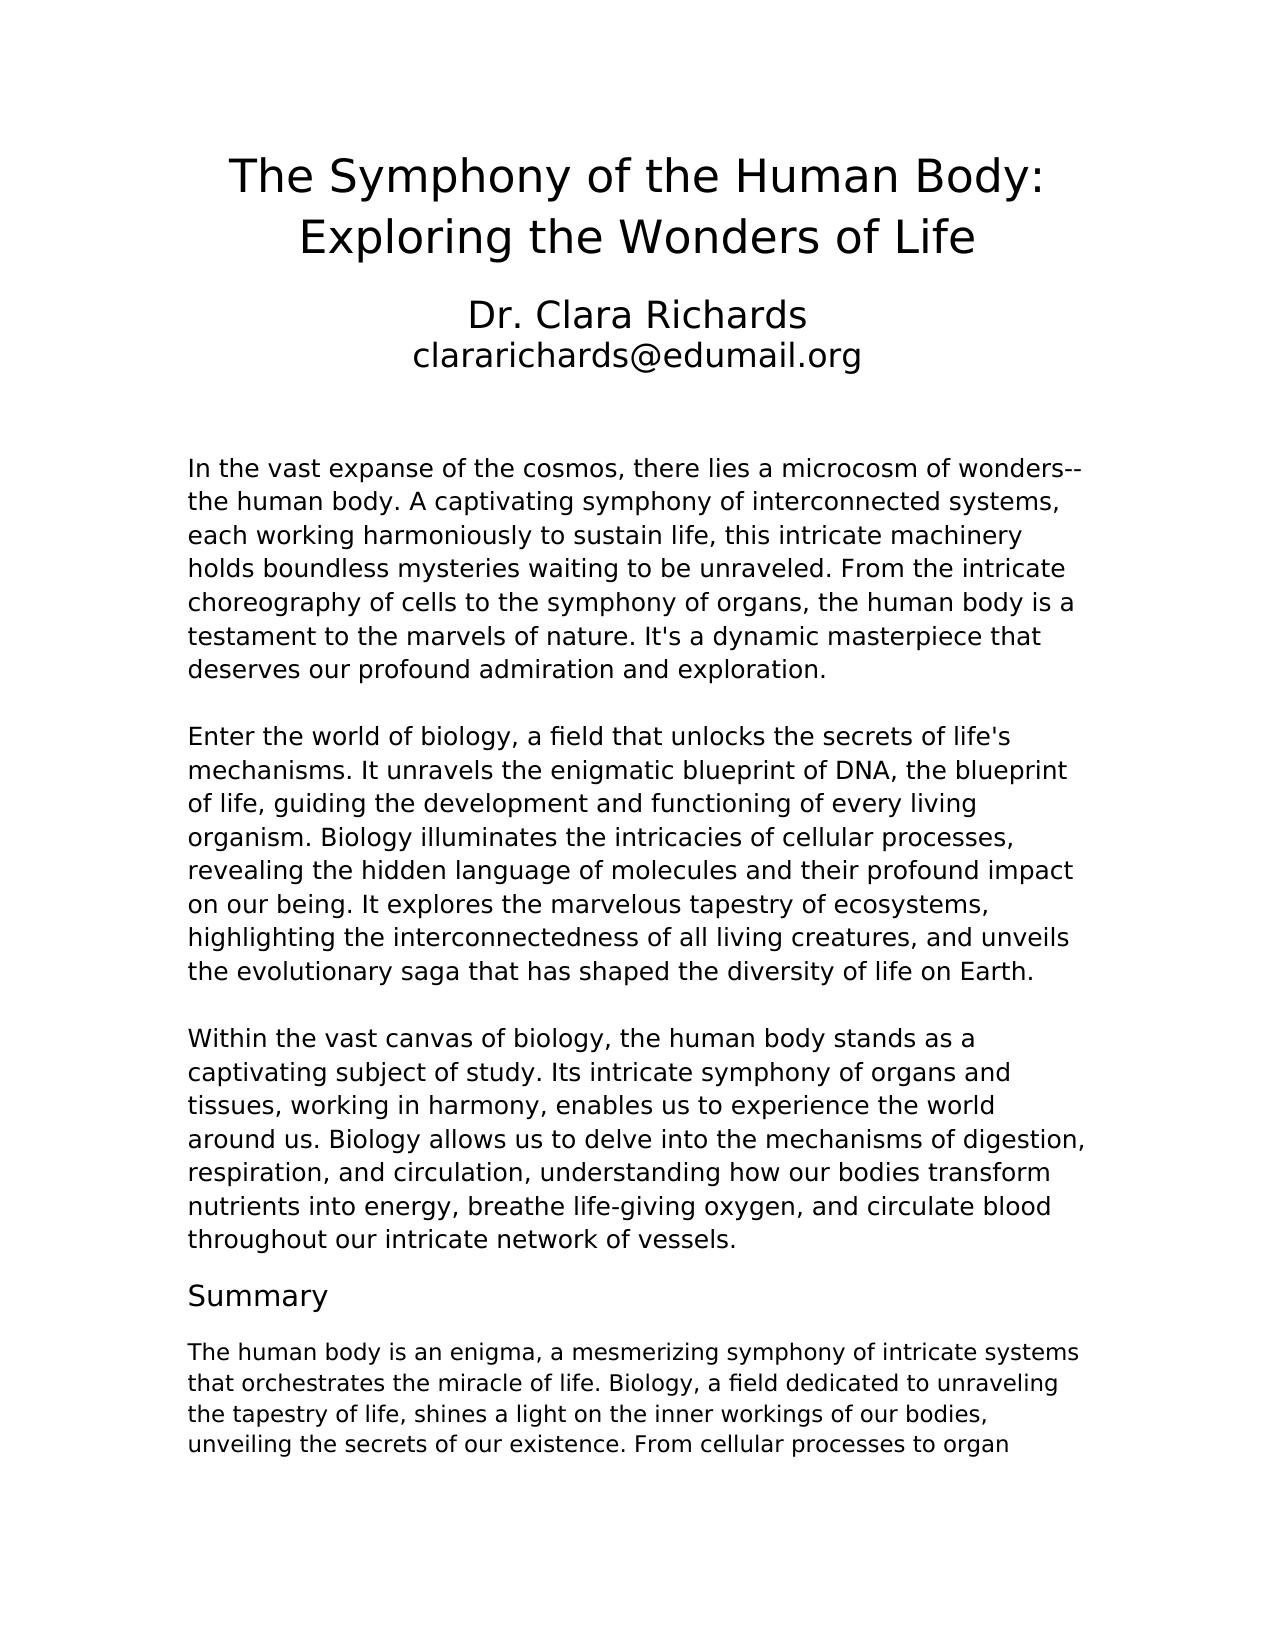 The Symphony of the Human Body:
Exploring the Wonders of Life
Dr. Clara Richards
clararichards@edumail.org
In the vast expanse of the cosmos, there lies a microcosm of wonders--
the human body. A captivating symphony of interconnected systems,
each working harmoniously to sustain life, this intricate machinery
holds boundless mysteries waiting to be unraveled. From the intricate
choreography of cells to the symphony of organs, the human body is a
testament to the marvels of nature. It's a dynamic masterpiece that
deserves our profound admiration and exploration.
Enter the world of biology, a field that unlocks the secrets of life's
mechanisms. It unravels the enigmatic blueprint of DNA, the blueprint
of life, guiding the development and functioning of every living
organism. Biology illuminates the intricacies of cellular processes,
revealing the hidden language of molecules and their profound impact
on our being. It explores the marvelous tapestry of ecosystems,
highlighting the interconnectedness of all living creatures, and unveils
the evolutionary saga that has shaped the diversity of life on Earth.
Within the vast canvas of biology, the human body stands as a
captivating subject of study. Its intricate symphony of organs and
tissues, working in harmony, enables us to experience the world
around us. Biology allows us to delve into the mechanisms of digestion,
respiration, and circulation, understanding how our bodies transform
nutrients into energy, breathe life-giving oxygen, and circulate blood
throughout our intricate network of vessels.
Summary
The human body is an enigma, a mesmerizing symphony of intricate systems
that orchestrates the miracle of life. Biology, a field dedicated to unraveling
the tapestry of life, shines a light on the inner workings of our bodies,
unveiling the secrets of our existence. From cellular processes to organ